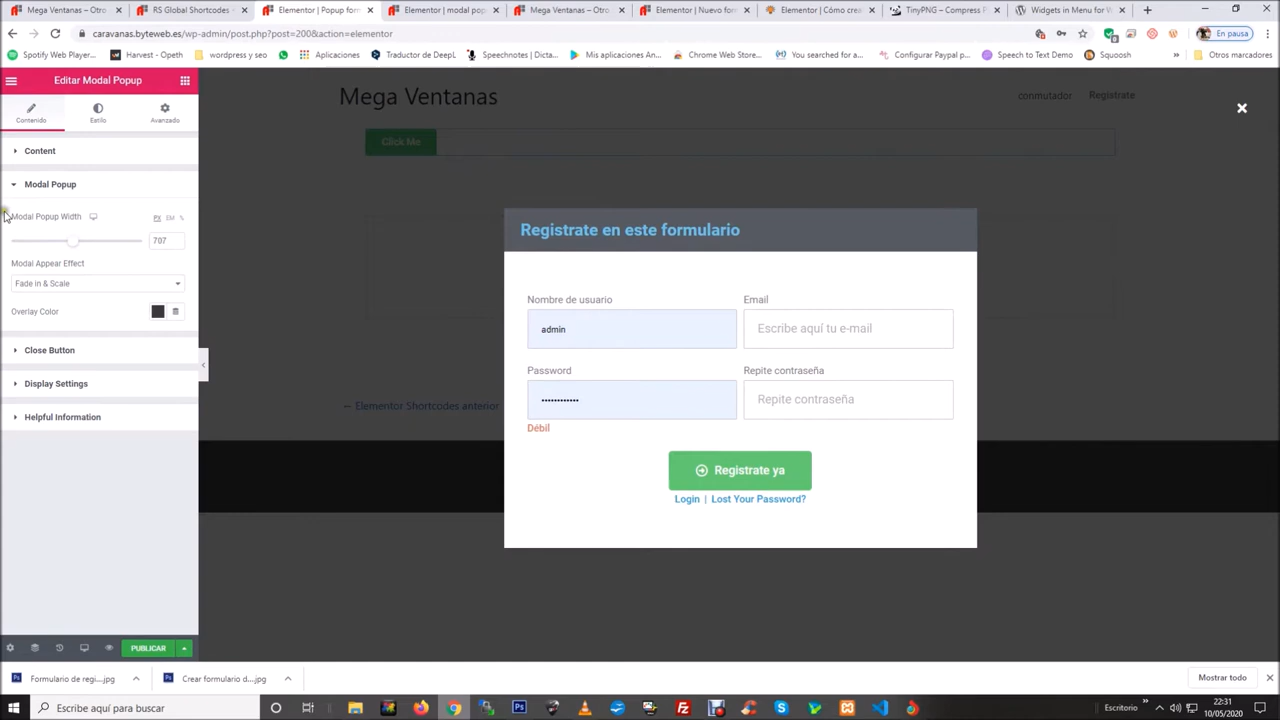 Mega Ventanas – Otro
RS Global Shortcodes
Elementor | Popup form
Elementor | modal popu
Mega Ventanas – Otro
Elementor | Nuevo form
Elementor | Cómo crea
TinyPNG – Compress P
Widgets in Menu for W
caravanas.byteweb.es/wp-admin/post.php?post=200&action=elementor
En pausa
Spotify Web Player...
Harvest - Opeth
wordpress y seo
Aplicaciones
Traductor de DeepL
Speechnotes | Dicta...
Mis aplicaciones An...
Chrome Web Store...
You searched for a...
Configurar Paypal p...
Speech to Text Demo
Squoosh
»
Otros marcadores
Editar Modal Popup
Contenido
Estilo
Avanzado
Content
Modal Popup
Modal Popup Width
PX EM %
707
Modal Appear Effect
Fade in & Scale
Overlay Color
Close Button
Display Settings
Helpful Information
PUBLICAR
Mega Ventanas
conmutador
Registrate
Click Me
← Elementor Shortcodes anterior
Registrate en este formulario
Nombre de usuario
Email
admin
Escribe aquí tu e-mail
Password
Repite contraseña
••••••••••••
Repite contraseña
Débil
Registrate ya
Login | Lost Your Password?
Formulario de regi....jpg
Crear formulario d....jpg
Mostrar todo
Escribe aquí para buscar
Escritorio
22:31
10/05/2020